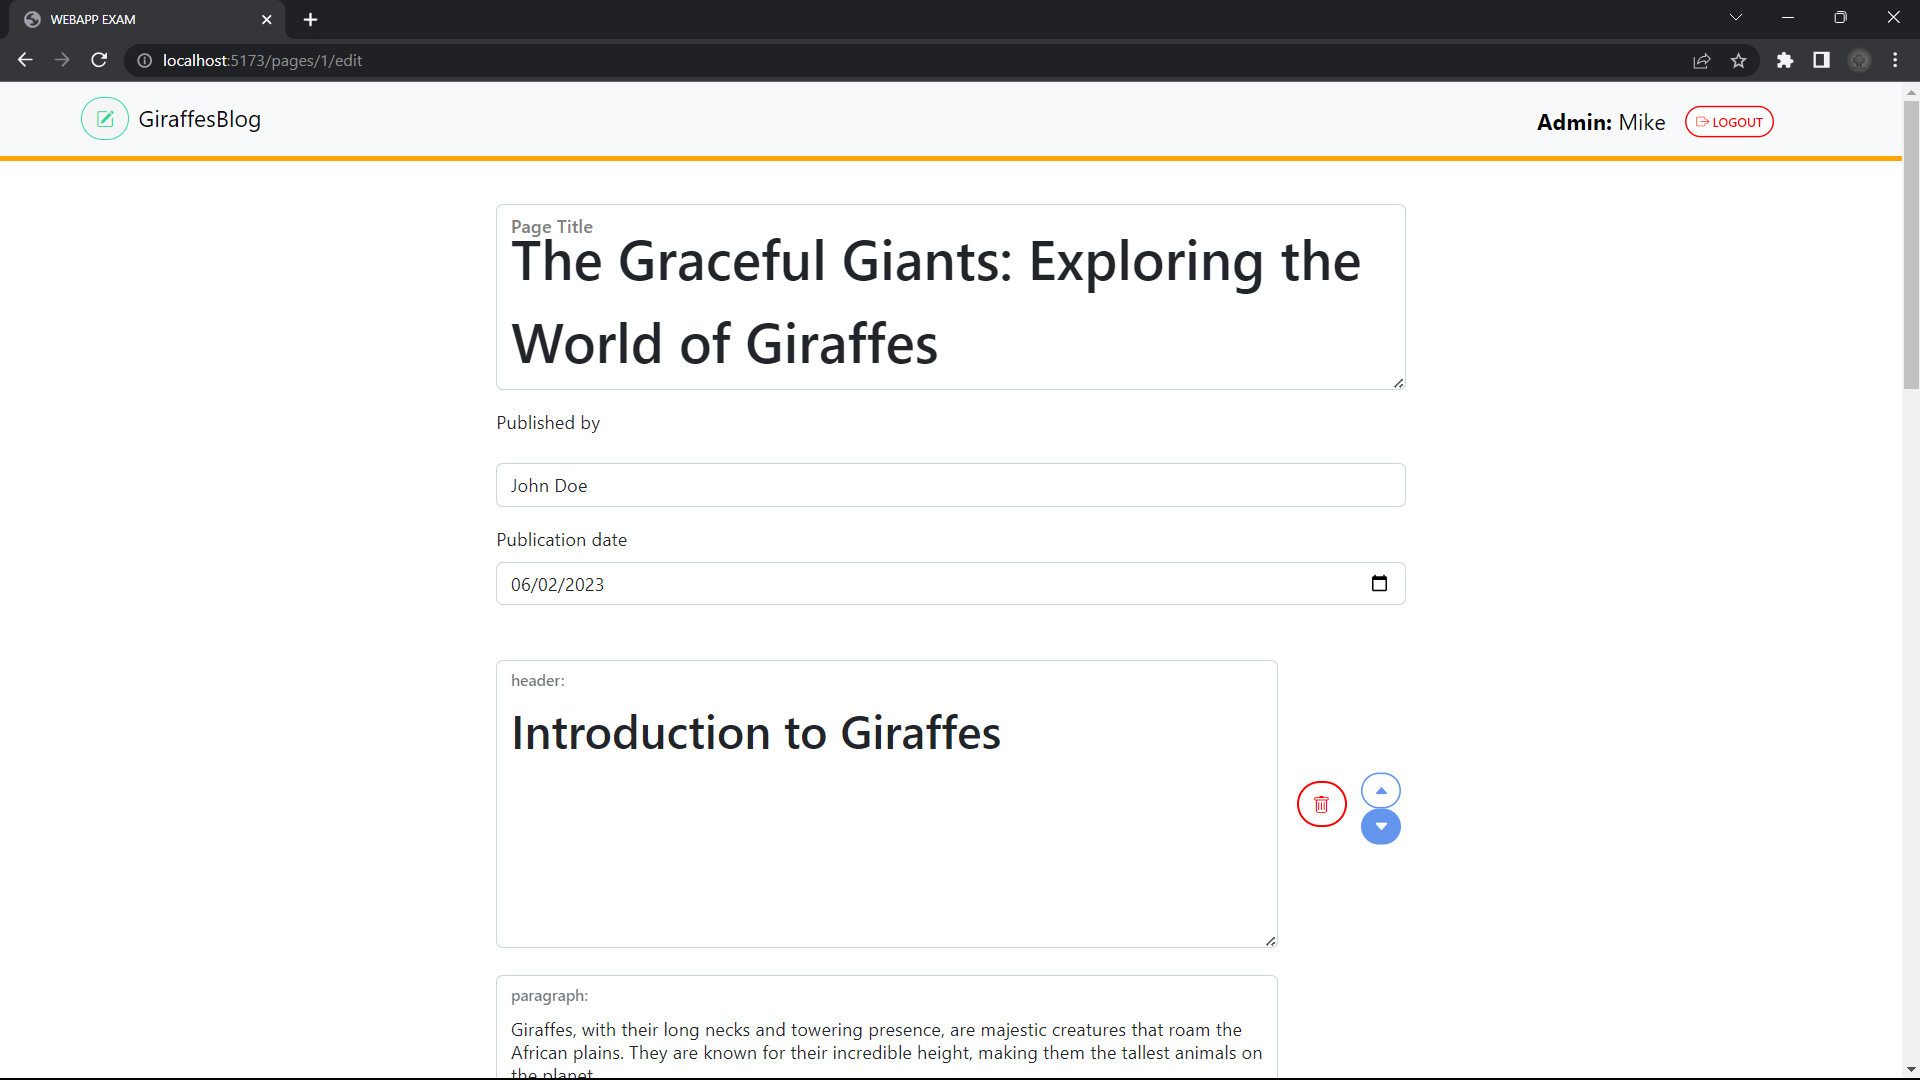 WEBAPP EXAM
localhost:5173/pages/1/edit
GiraffesBlog
Admin: Mike
LOGOUT
Page Title
The Graceful Giants: Exploring the
World of Giraffes
Published by
John Doe
Publication date
06/02/2023
header:
Introduction to Giraffes
paragraph:
Giraffes, with their long necks and towering presence, are majestic creatures that roam the
African plains. They are known for their incredible height, making them the tallest animals on
the planet